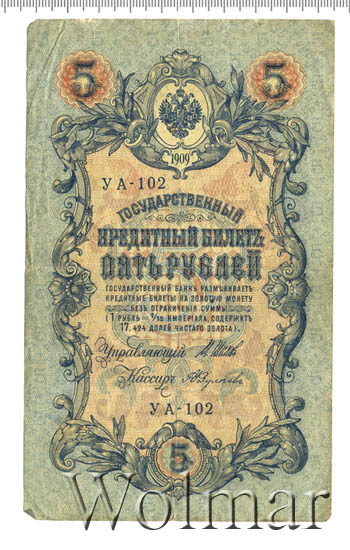 5 5
1909
УА-102
ГОСУДАРСТВЕННЫЙ
КРЕДИТНЫЙ БИЛЕТЪ
ПЯТЬ РУБЛЕЙ
ГОСУДАРСТВЕННЫЙ БАНКЪ РАЗМѢНИВАЕТЪ
КРЕДИТНЫЕ БИЛЕТЫ НА ЗОЛОТУЮ МОНЕТУ
БЕЗЪ ОГРАНИЧЕНІЯ СУММЫ
(1 РУБЛЬ = 1/15 ИМПЕРІАЛА, СОДЕРЖИТЪ
17,424 ДОЛЕЙ ЧИСТАГО ЗОЛОТА).
Управляющій
Кассиръ
УА-102
5
Wolmar